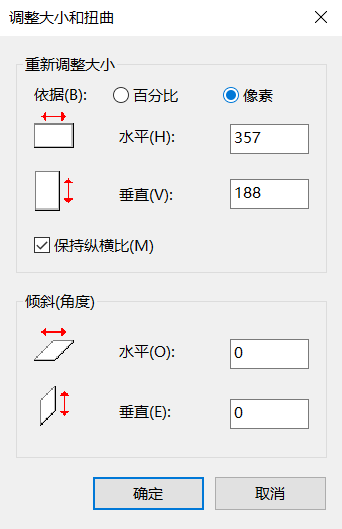 调整大小和扭曲
重新调整大小
依据(B): 百分比 像素
水平(H): 357
垂直(V): 188
保持纵横比(M)
倾斜(角度)
水平(O): 0
垂直(E): 0
确定 取消